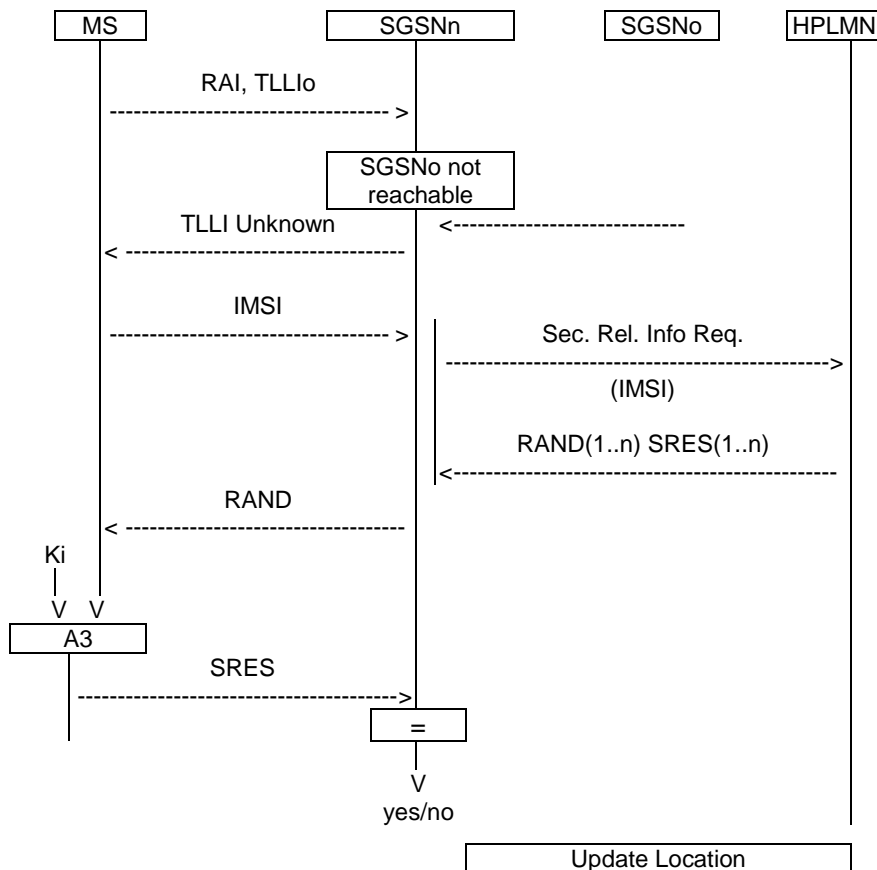 MS SGSNn SGSNo HPLMN
RAI, TLLIo
---------------------------------- >
SGSNo not
reachable
TLLI Unknown
<----------------------------
< ----------------------------------
IMSI
---------------------------------- >
Sec. Rel. Info Req.
----------------------------------------------->
(IMSI)
RAND(1..n) SRES(1..n)
<-----------------------------------------------
RAND
< ----------------------------------
Ki
V V
A3
SRES
--------------------------------------->
=
V
yes/no
Update Location